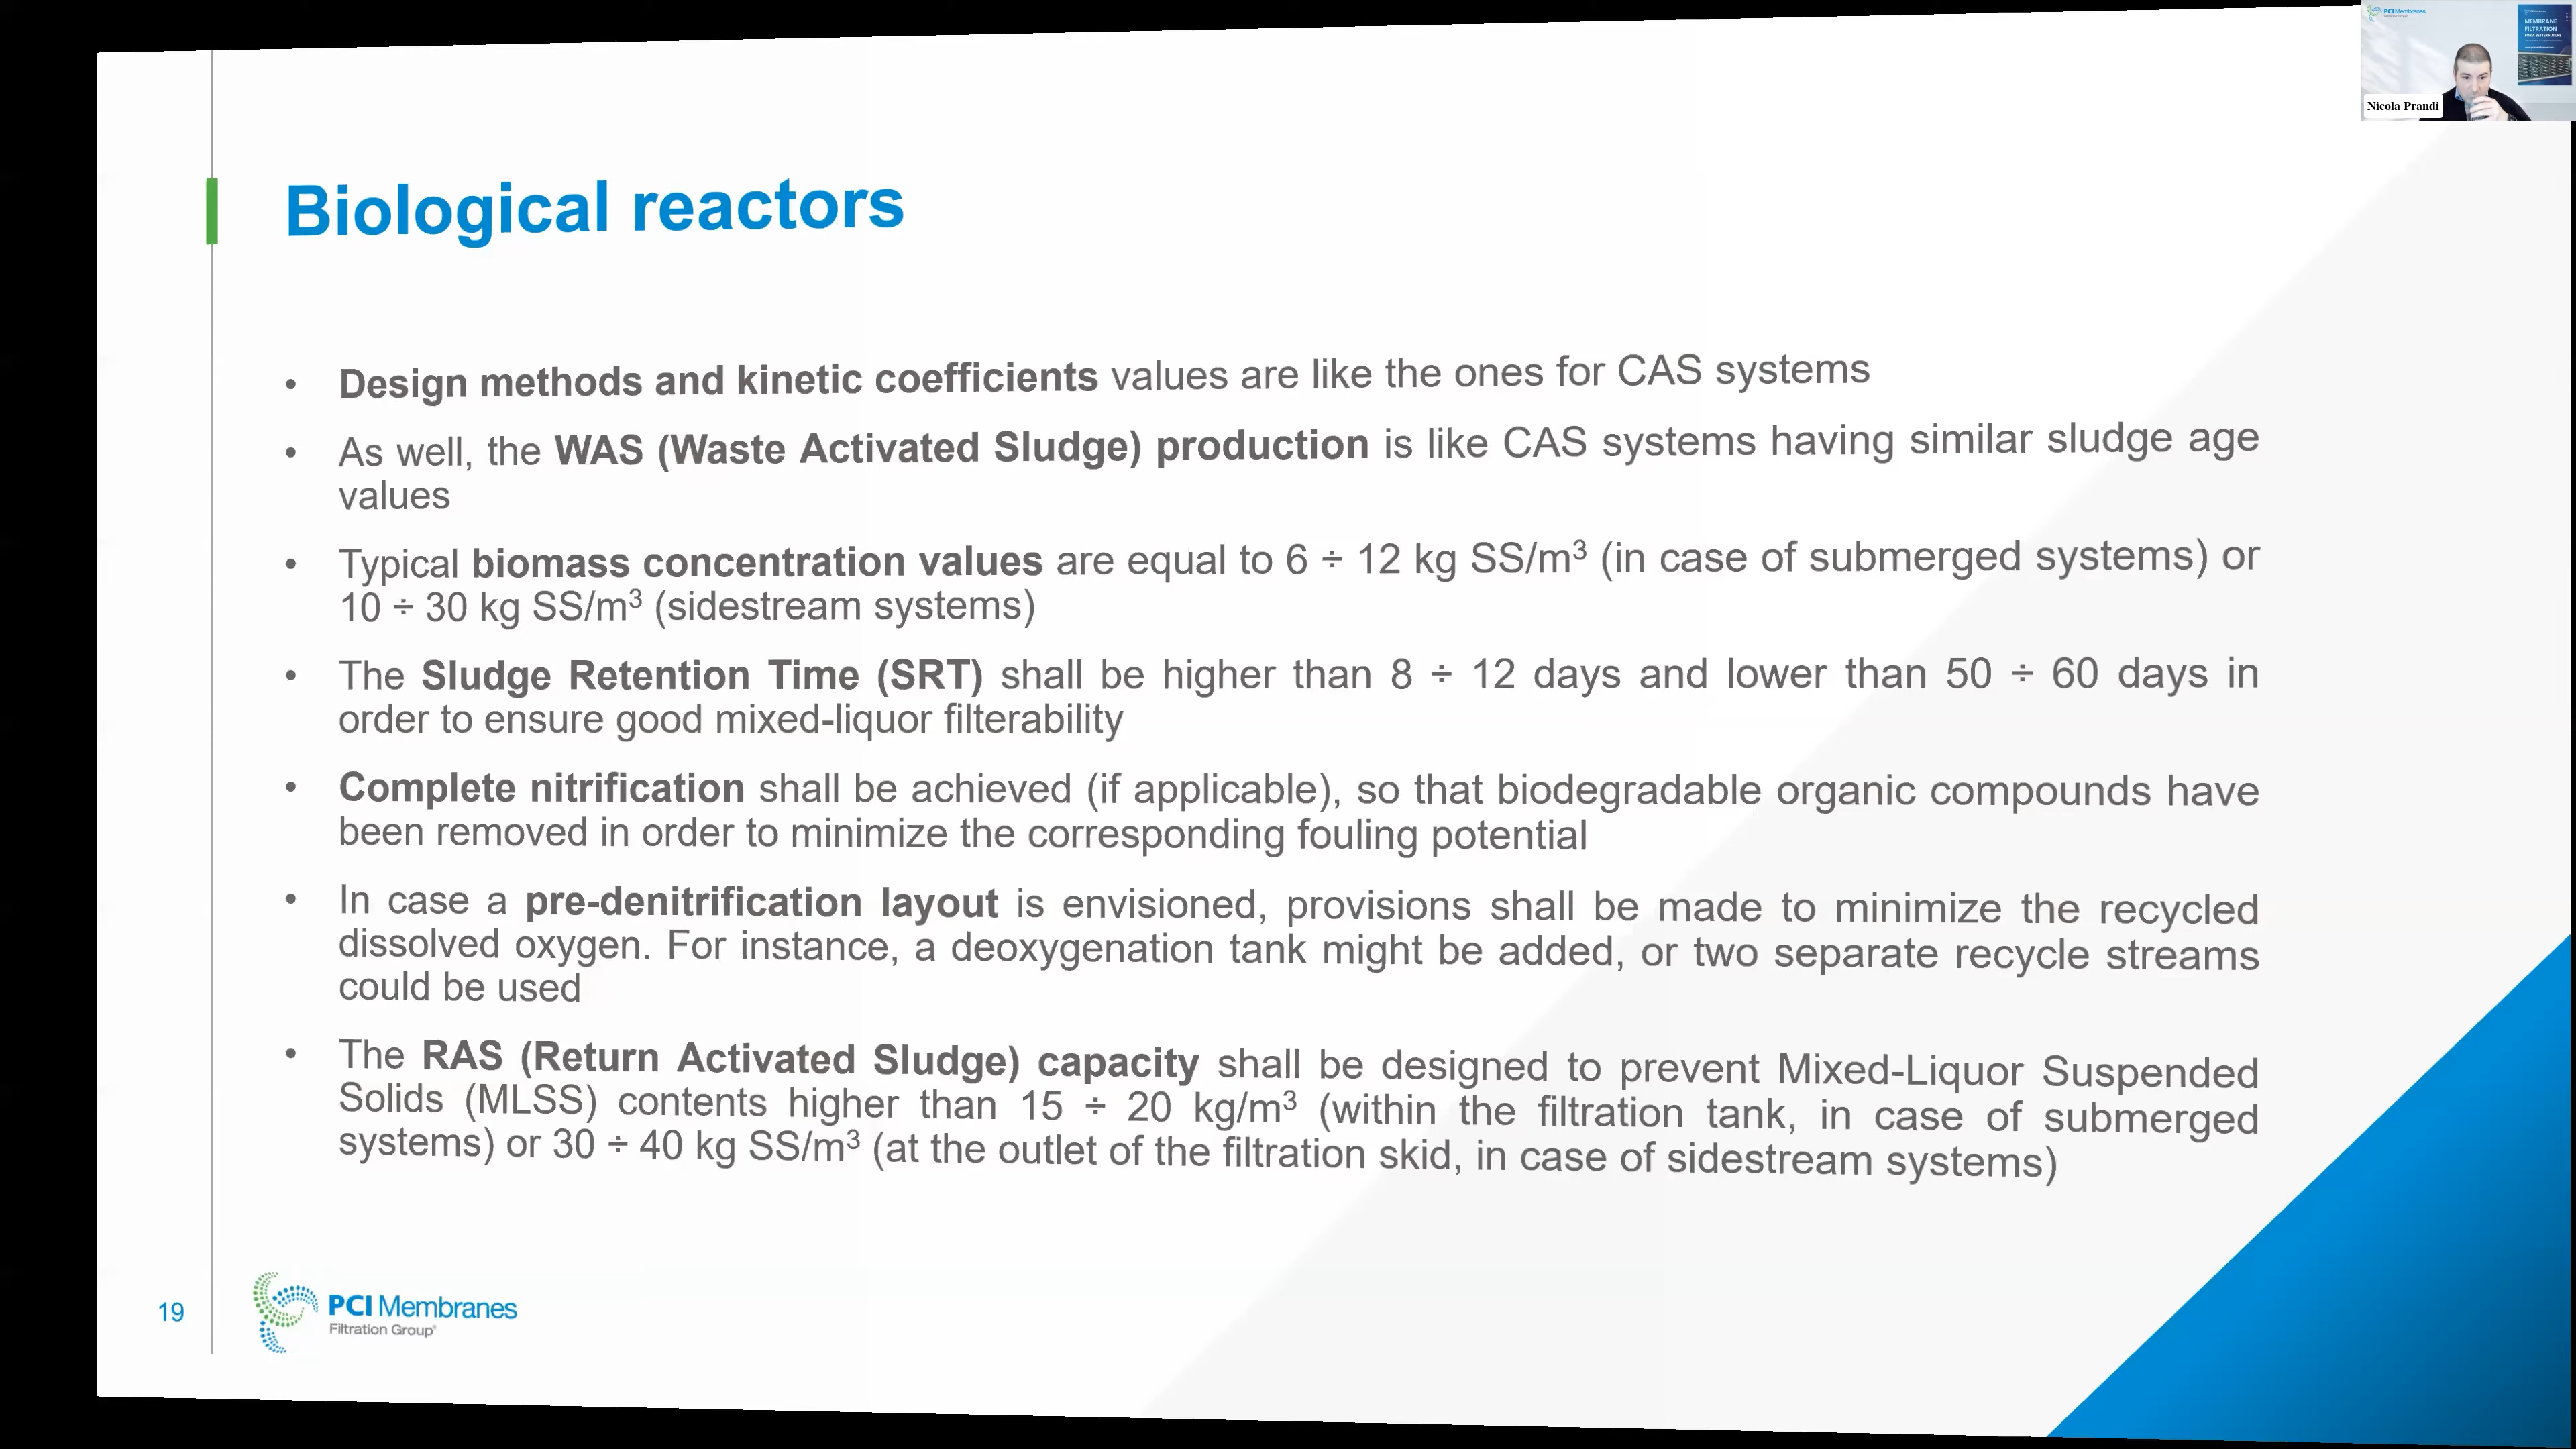 PCI Membranes
MEMBRANE
FILTRATION
FOR A BETTER FUTURE
Nicola Prandi
Biological reactors
• Design methods and kinetic coefficients values are like the ones for CAS systems
• As well, the WAS (Waste Activated Sludge) production is like CAS systems having similar sludge age
values
• Typical biomass concentration values are equal to 6 ÷ 12 kg SS/m³ (in case of submerged systems) or
10 ÷ 30 kg SS/m³ (sidestream systems)
• The Sludge Retention Time (SRT) shall be higher than 8 ÷ 12 days and lower than 50 ÷ 60 days in
order to ensure good mixed-liquor filterability
• Complete nitrification shall be achieved (if applicable), so that biodegradable organic compounds have
been removed in order to minimize the corresponding fouling potential
• In case a pre-denitrification layout is envisioned, provisions shall be made to minimize the recycled
dissolved oxygen. For instance, a deoxygenation tank might be added, or two separate recycle streams
could be used
• The RAS (Return Activated Sludge) capacity shall be designed to prevent Mixed-Liquor Suspended
Solids (MLSS) contents higher than 15 ÷ 20 kg/m³ (within the filtration tank, in case of submerged
systems) or 30 ÷ 40 kg SS/m³ (at the outlet of the filtration skid, in case of sidestream systems)
19
PCI Membranes
Filtration Group®